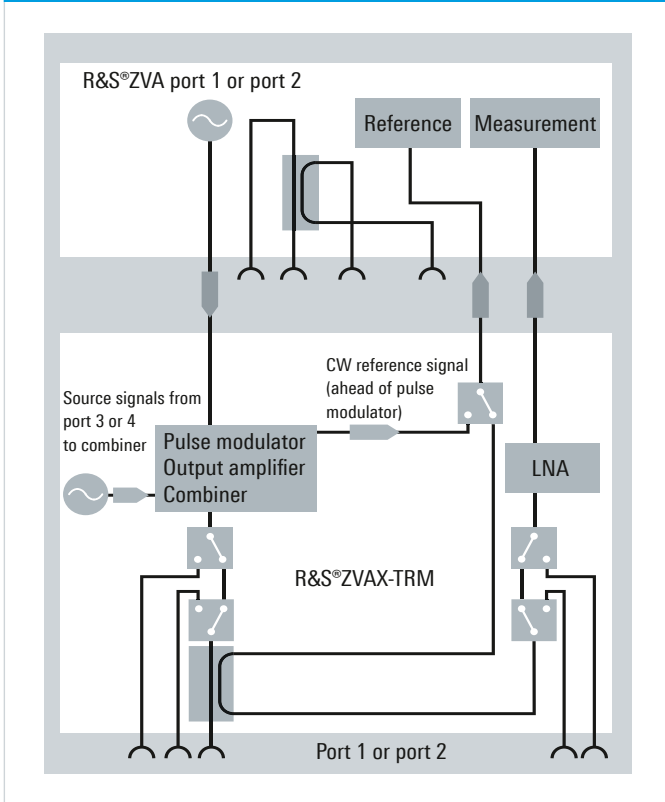 R&S®ZVA port 1 or port 2
Reference
Measurement
CW reference signal
(ahead of pulse
modulator)
Source signals from
port 3 or 4
to combiner
Pulse modulator
Output amplifier
Combiner
LNA
R&S®ZVAX-TRM
Port 1 or port 2